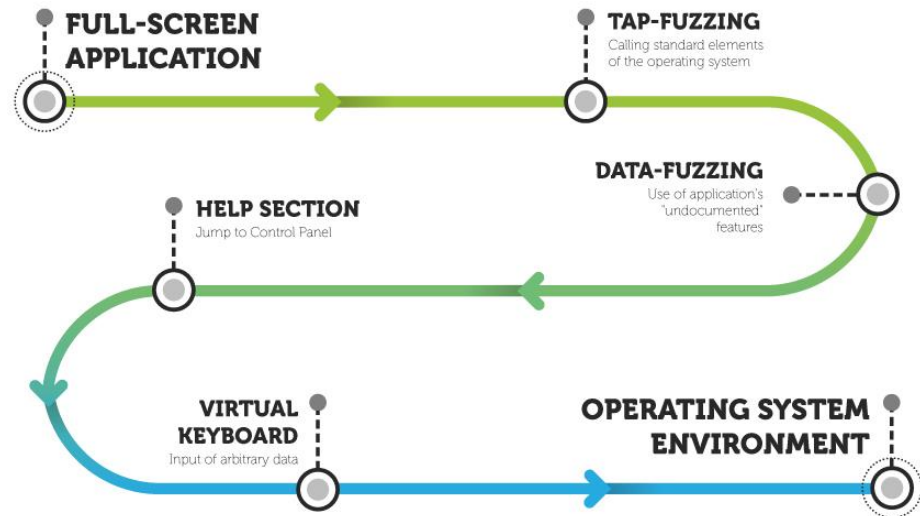 FULL-SCREEN
APPLICATION
TAP-FUZZING
Calling standard elements
of the operating system
DATA-FUZZING
Use of application's
"undocumented"
features
HELP SECTION
Jump to Control Panel
VIRTUAL
KEYBOARD
Input of arbitrary data
OPERATING SYSTEM
ENVIRONMENT